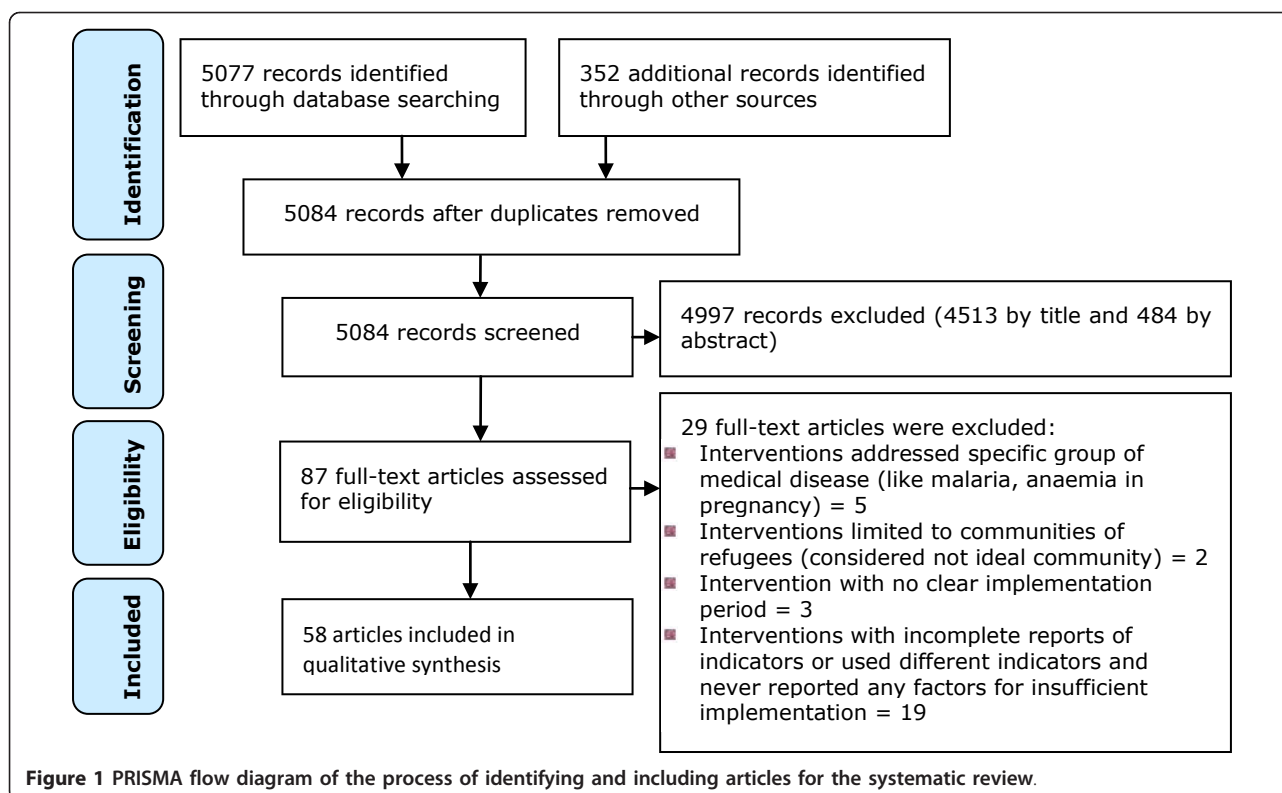 Identification
5077 records identified
through database searching
352 additional records identified
through other sources
5084 records after duplicates removed
Screening
5084 records screened
4997 records excluded (4513 by title and 484 by
abstract)
Eligibility
87 full-text articles assessed
for eligibility
29 full-text articles were excluded:
Interventions addressed specific group of
medical disease (like malaria, anaemia in
pregnancy) = 5
Interventions limited to communities of
refugees (considered not ideal community) = 2
Intervention with no clear implementation
period = 3
Interventions with incomplete reports of
indicators or used different indicators and
never reported any factors for insufficient
implementation = 19
Included
58 articles included in
qualitative synthesis
Figure 1 PRISMA flow diagram of the process of identifying and including articles for the systematic review.